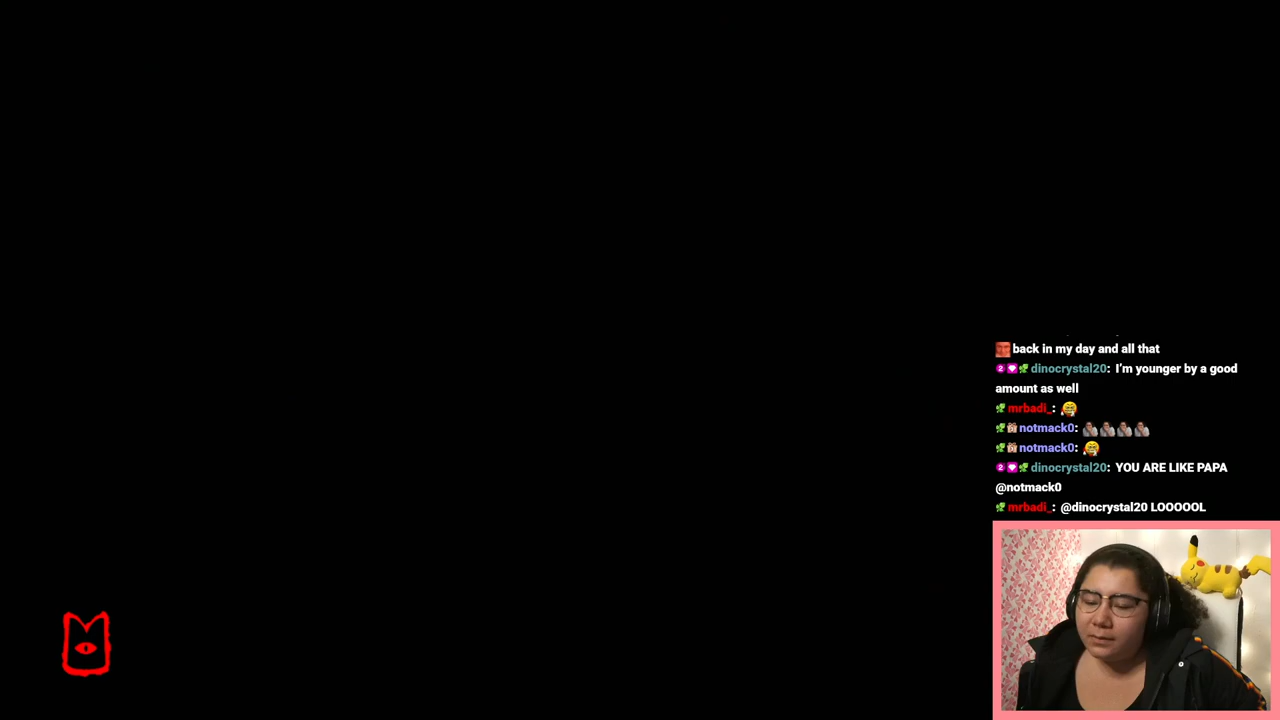 back in my day and all that
dinocrystal20: I'm younger by a good
amount as well
mrbadi_:
notmack0:
notmack0:
dinocrystal20: YOU ARE LIKE PAPA
@notmack0
mrbadi_: @dinocrystal20 LOOOOOL